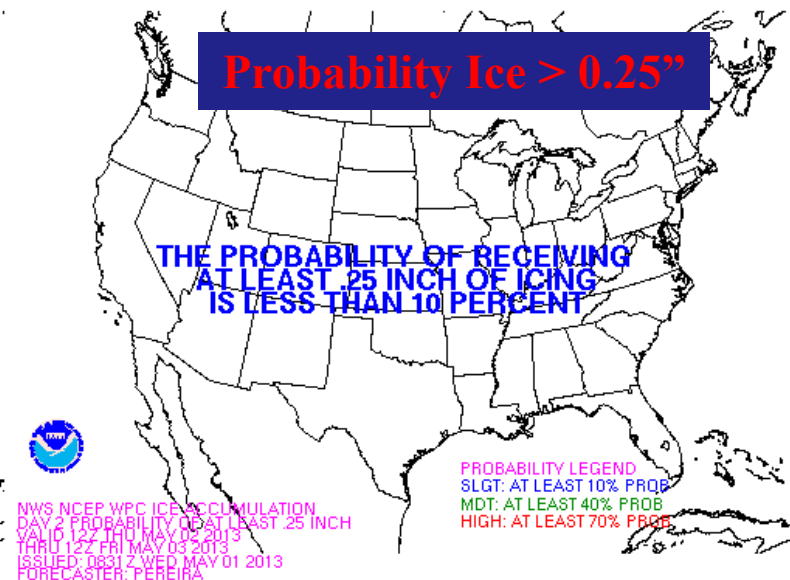 Probability Ice > 0.25”
THE PROBABILITY OF RECEIVING
AT LEAST .25 INCH OF ICING
IS LESS THAN 10 PERCENT
noaa
PROBABILITY LEGEND
SLGT: AT LEAST 10% PROB
MDT: AT LEAST 40% PROB
HIGH: AT LEAST 70% PROB
NWS NCEP WPC ICE ACCUMULATION
DAY 2 PROBABILITY OF AT LEAST .25 INCH
VALID 12Z THU MAY 02 2013
THRU 12Z FRI MAY 03 2013
ISSUED: 0831Z WED MAY 01 2013
FORECASTER: PEREIRA